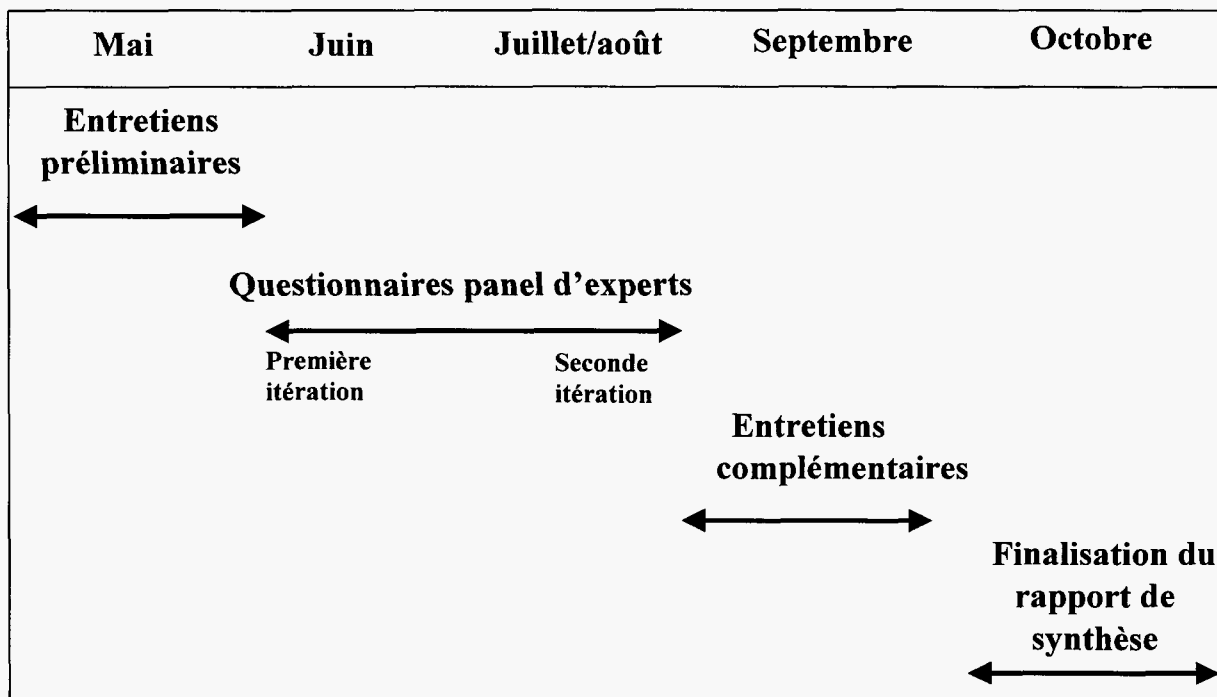 Mai Juin Juillet/août Septembre Octobre
Entretiens
préliminaires
Questionnaires panel d’experts
Première
itération
Seconde
itération
Entretiens
complémentaires
Finalisation du
rapport de
synthèse